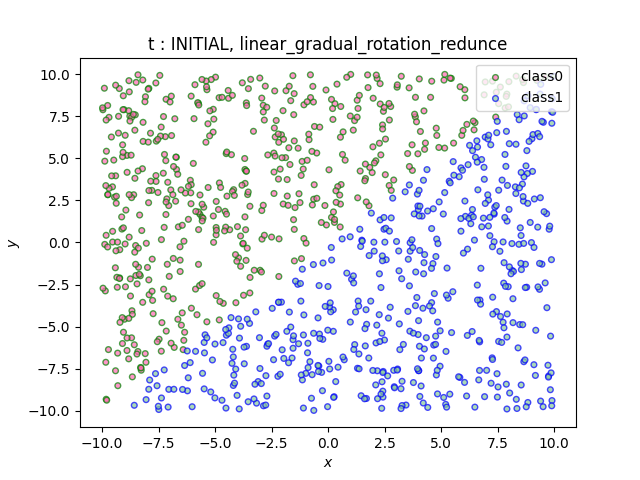 t : INITIAL, linear_gradual_rotation_redunce
class0
class1
10.0
7.5
5.0
2.5
0.0
−2.5
−5.0
−7.5
−10.0
y
−10.0 −7.5 −5.0 −2.5 0.0 2.5 5.0 7.5 10.0
x